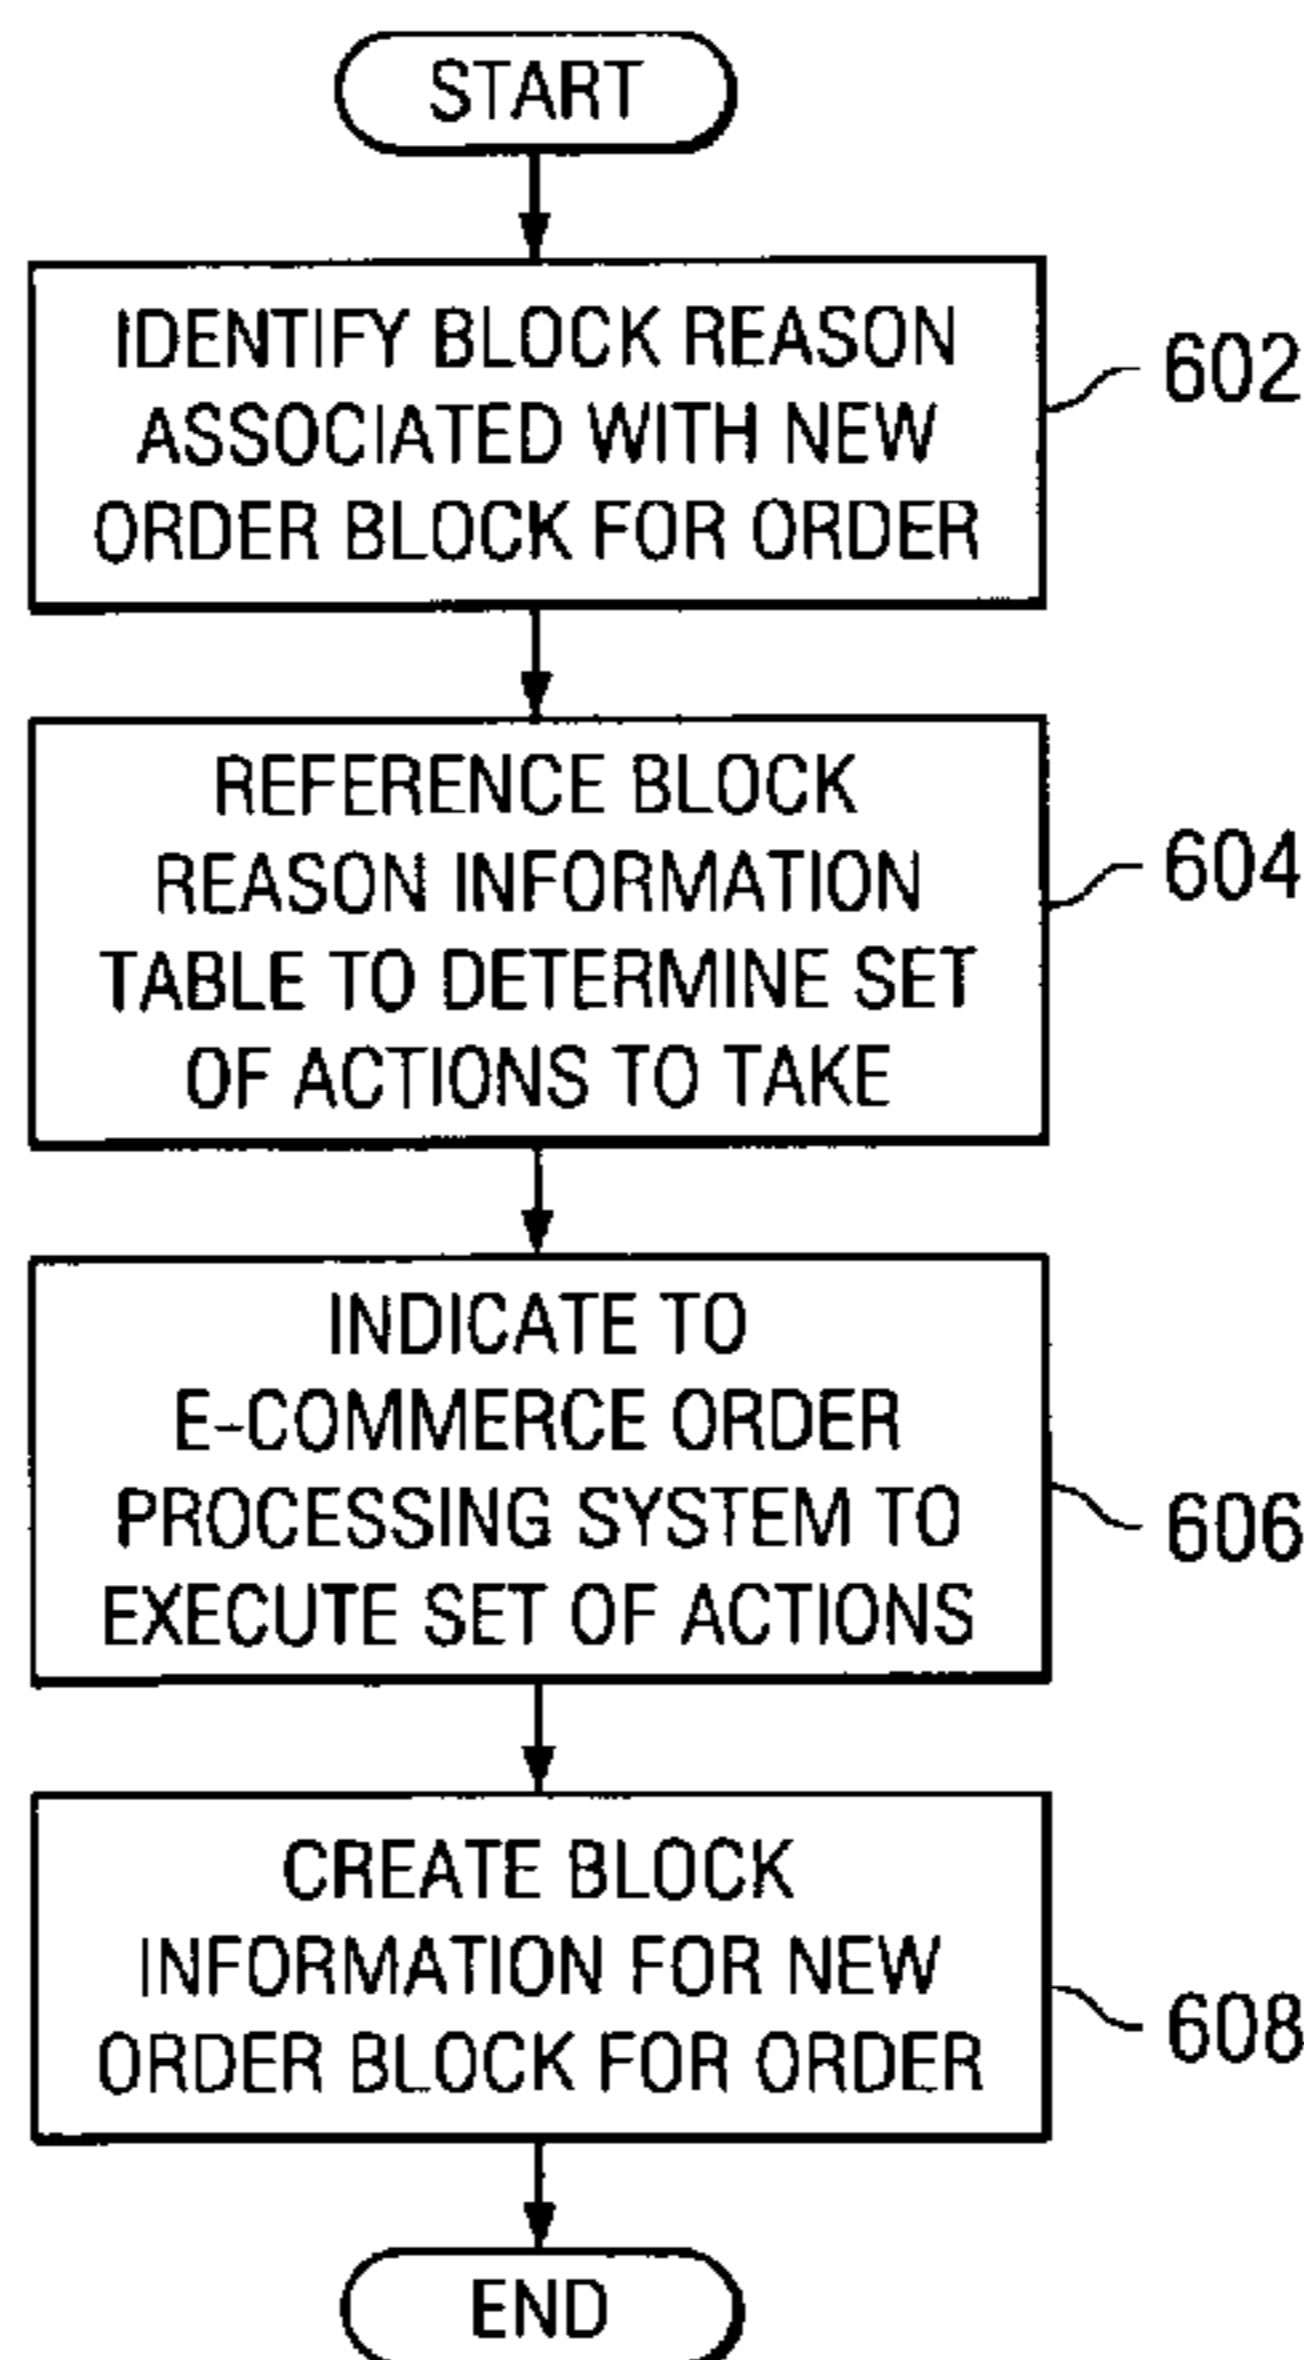 START
IDENTIFY BLOCK REASON
ASSOCIATED WITH NEW
ORDER BLOCK FOR ORDER
602
REFERENCE BLOCK
REASON INFORMATION
TABLE TO DETERMINE SET
OF ACTIONS TO TAKE
604
INDICATE TO
E-COMMERCE ORDER
PROCESSING SYSTEM TO
EXECUTE SET OF ACTIONS
606
CREATE BLOCK
INFORMATION FOR NEW
ORDER BLOCK FOR ORDER
608
END